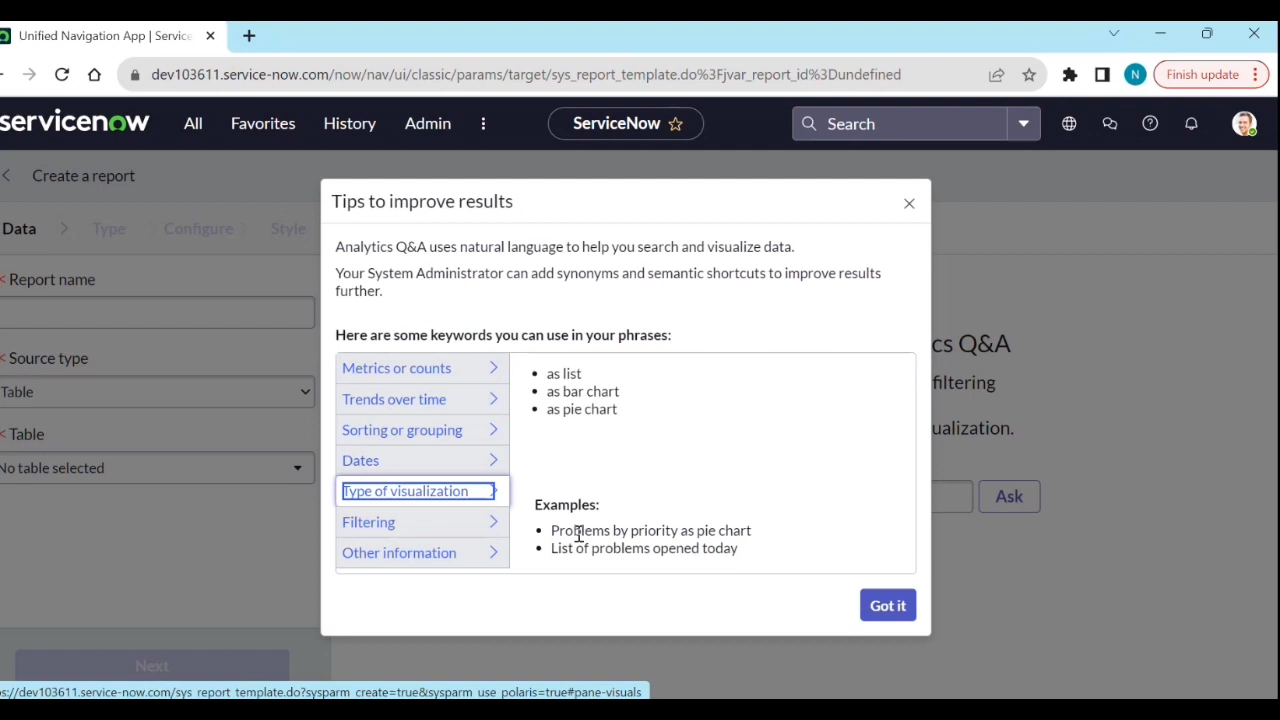 Unified Navigation App | Service
dev103611.service-now.com/now/nav/ui/classic/params/target/sys_report_template.do%3Fjvar_report_id%3Dundefined
N
Finish update
servicenow
All
Favorites
History
Admin
ServiceNow
Search
Create a report
Data
Type
Configure
Style
Report name
Source type
Table
Table
No table selected
Next
Tips to improve results
Analytics Q&A uses natural language to help you search and visualize data.
Your System Administrator can add synonyms and semantic shortcuts to improve results
further.
Here are some keywords you can use in your phrases:
Metrics or counts
Trends over time
Sorting or grouping
Dates
Type of visualization
Filtering
Other information
• as list
• as bar chart
• as pie chart
Examples:
• Problems by priority as pie chart
• List of problems opened today
Got it
cs Q&A
filtering
ualization.
Ask
ps://dev103611.service-now.com/sys_report_template.do?sysparm_create=true&sysparm_use_polaris=true#pane-visuals